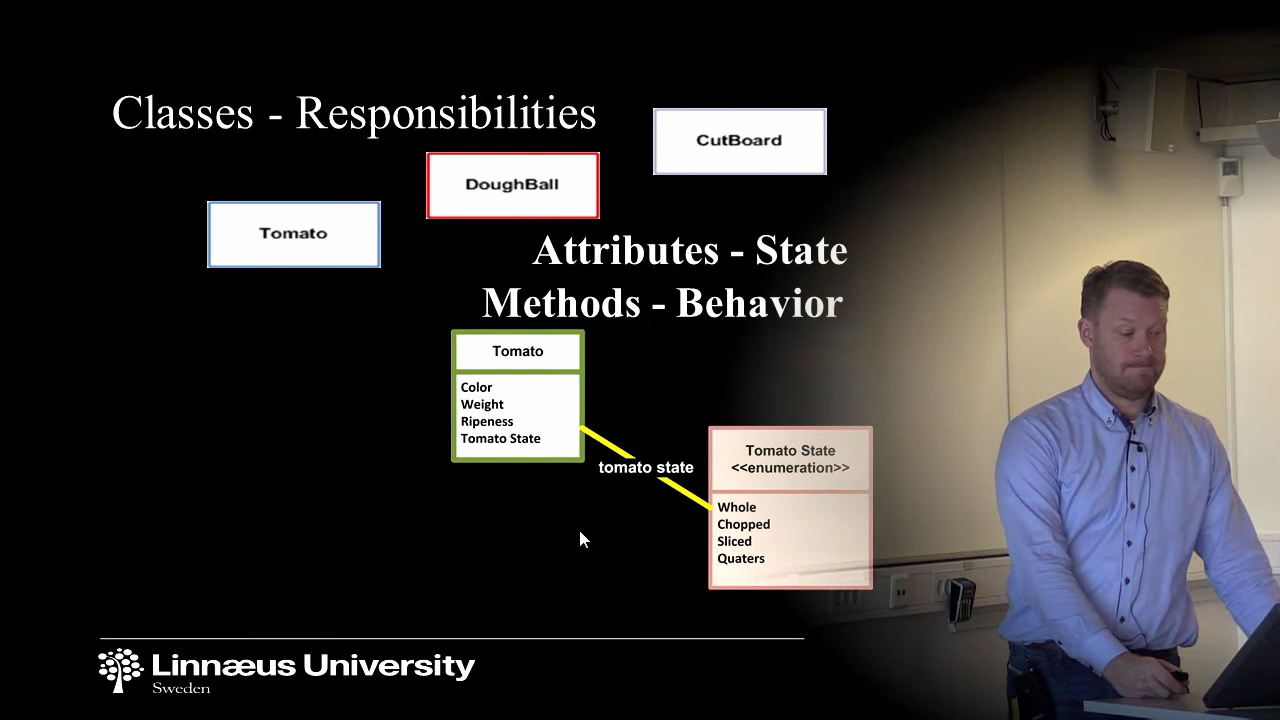 Classes - Responsibilities
CutBoard
DoughBall
Tomato
Attributes - State
Methods - Behavior
Tomato
Color
Weight
Ripeness
Tomato State
tomato state
Tomato State
<<enumeration>>
Whole
Chopped
Sliced
Quaters
Linnæus University
Sweden